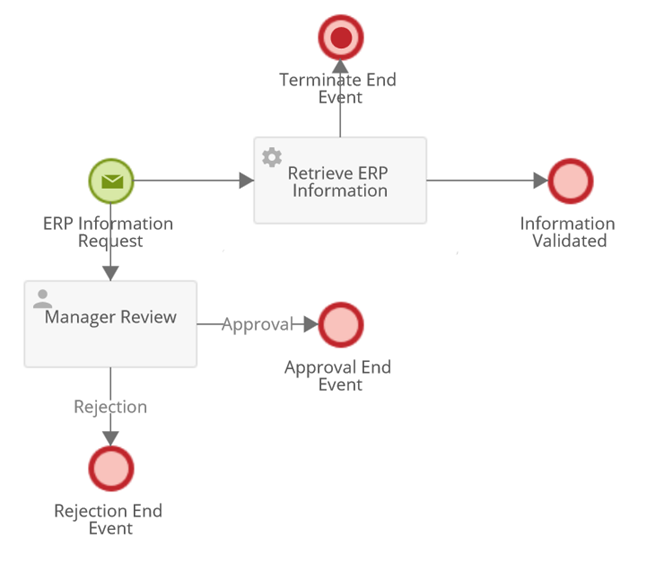 Terminate End
Event
Retrieve ERP
Information
ERP Information
Request
Information
Validated
Manager Review
Approval
Approval End
Event
Rejection
Rejection End
Event